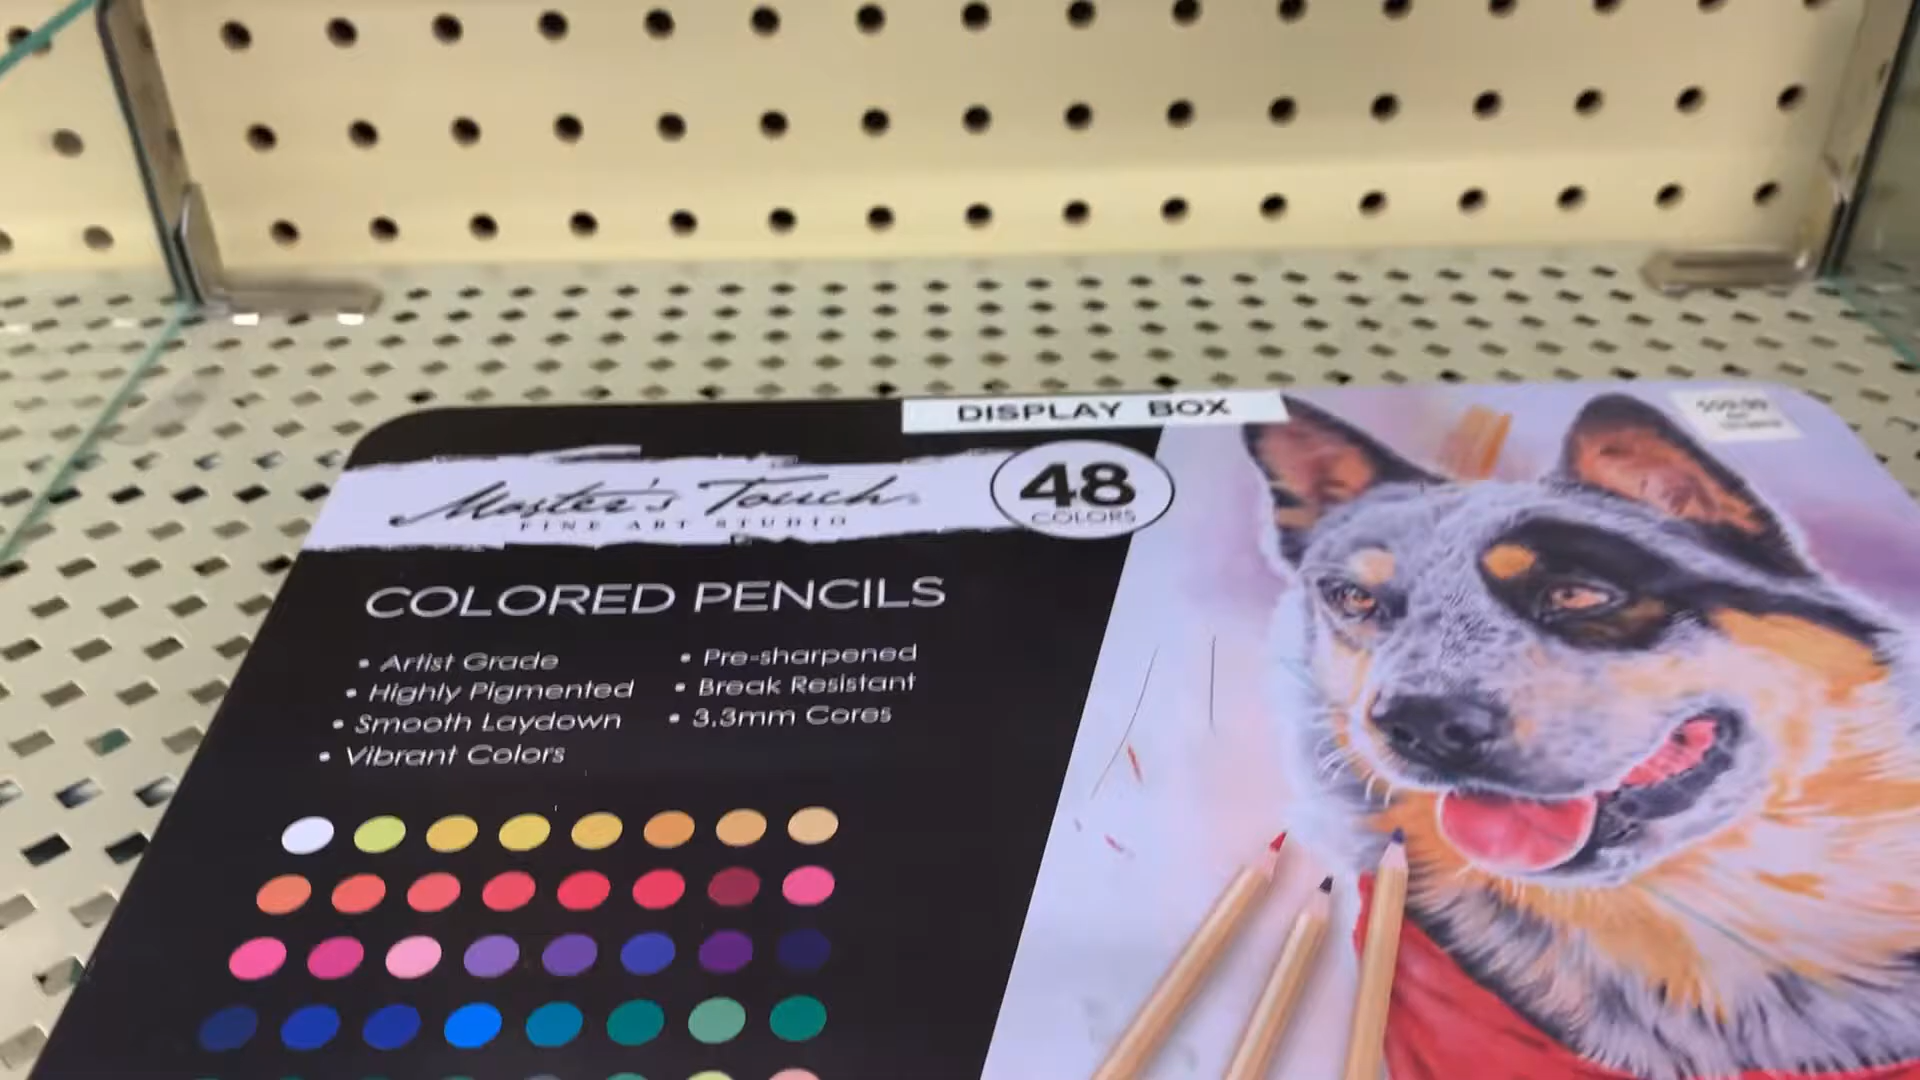 DISPLAY BOX
Master's Touch
FINE ART STUDIO
48
COLORS
COLORED PENCILS
• Artist Grade
• Highly Pigmented
• Smooth Laydown
• Vibrant Colors
• Pre-sharpened
• Break Resistant
• 3.3mm Cores